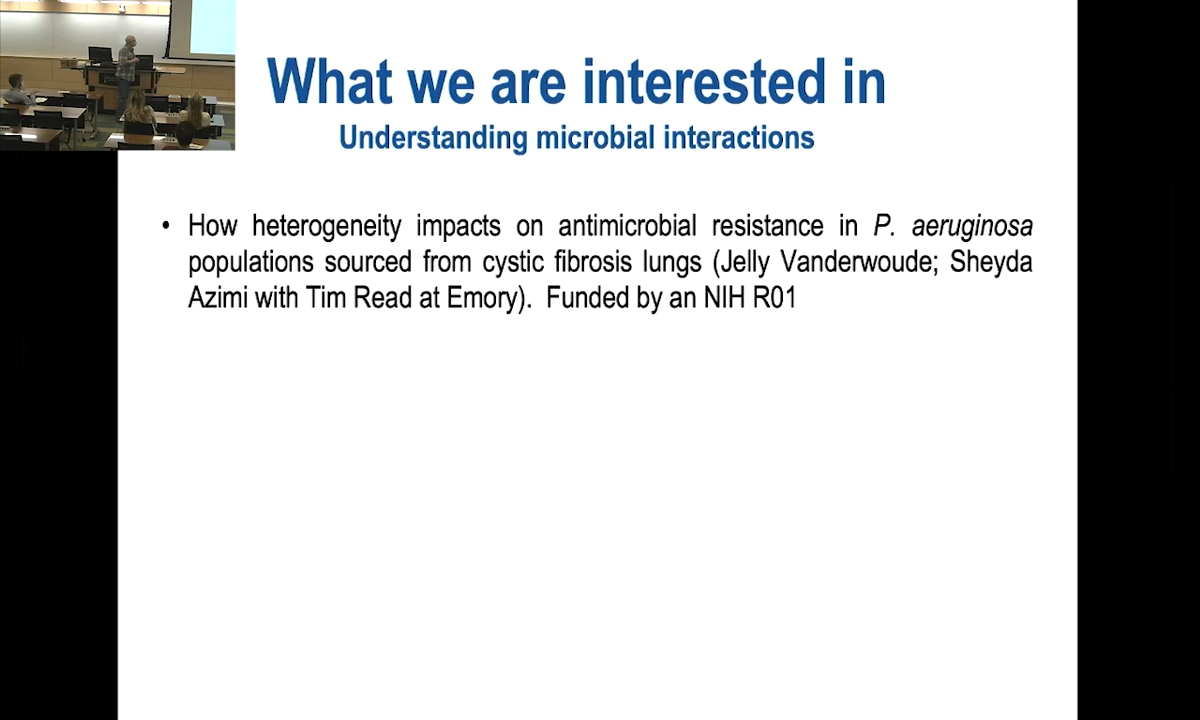 What we are interested in
Understanding microbial interactions
• How heterogeneity impacts on antimicrobial resistance in P. aeruginosa
populations sourced from cystic fibrosis lungs (Jelly Vanderwoude; Sheyda
Azimi with Tim Read at Emory).  Funded by an NIH R01